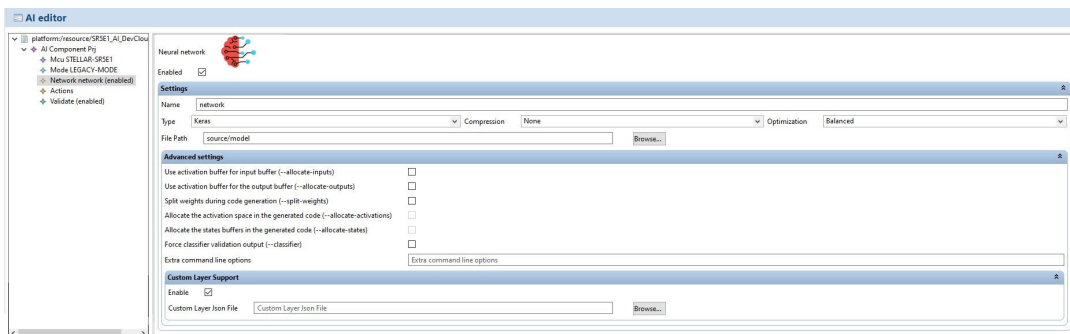 AI editor
platform:/resource/SR5E1_AI_DevClou
AI Component Prj
Mcu STELLAR-SR5E1
Mode LEGACY-MODE
Network network (enabled)
Actions
Validate (enabled)
Neural network
Enabled
Settings
Name network
Type Keras Compression None Optimization Balanced
File Path source/model Browse...
Advanced settings
Use activation buffer for input buffer (--allocate-inputs)
Use activation buffer for the output buffer (--allocate-outputs)
Split weights during code generation (--split-weights)
Allocate the activation space in the generated code (--allocate-activations)
Allocate the states buffers in the generated code (--allocate-states)
Force classifier validation output (--classifier)
Extra command line options Extra command line options
Custom Layer Support
Enable
Custom Layer Json File Custom Layer Json File Browse...